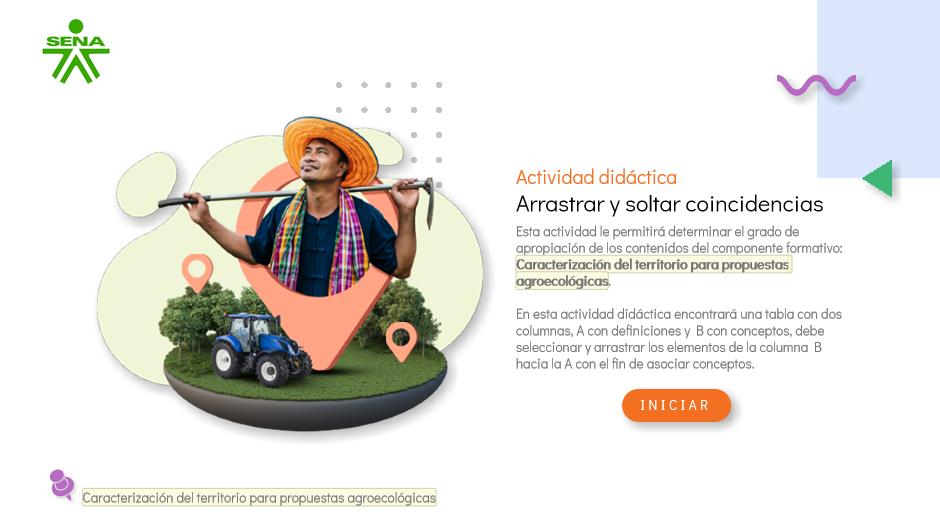 SENA
Actividad didáctica
Arrastrar y soltar coincidencias
Esta actividad le permitirá determinar el grado de
apropiación de los contenidos del componente formativo:
Caracterización del territorio para propuestas
agroecológicas.
En esta actividad didáctica encontrará una tabla con dos
columnas, A con definiciones y B con conceptos, debe
seleccionar y arrastrar los elementos de la columna B
hacia la A con el fin de asociar conceptos.
INICIAR
Caracterización del territorio para propuestas agroecológicas